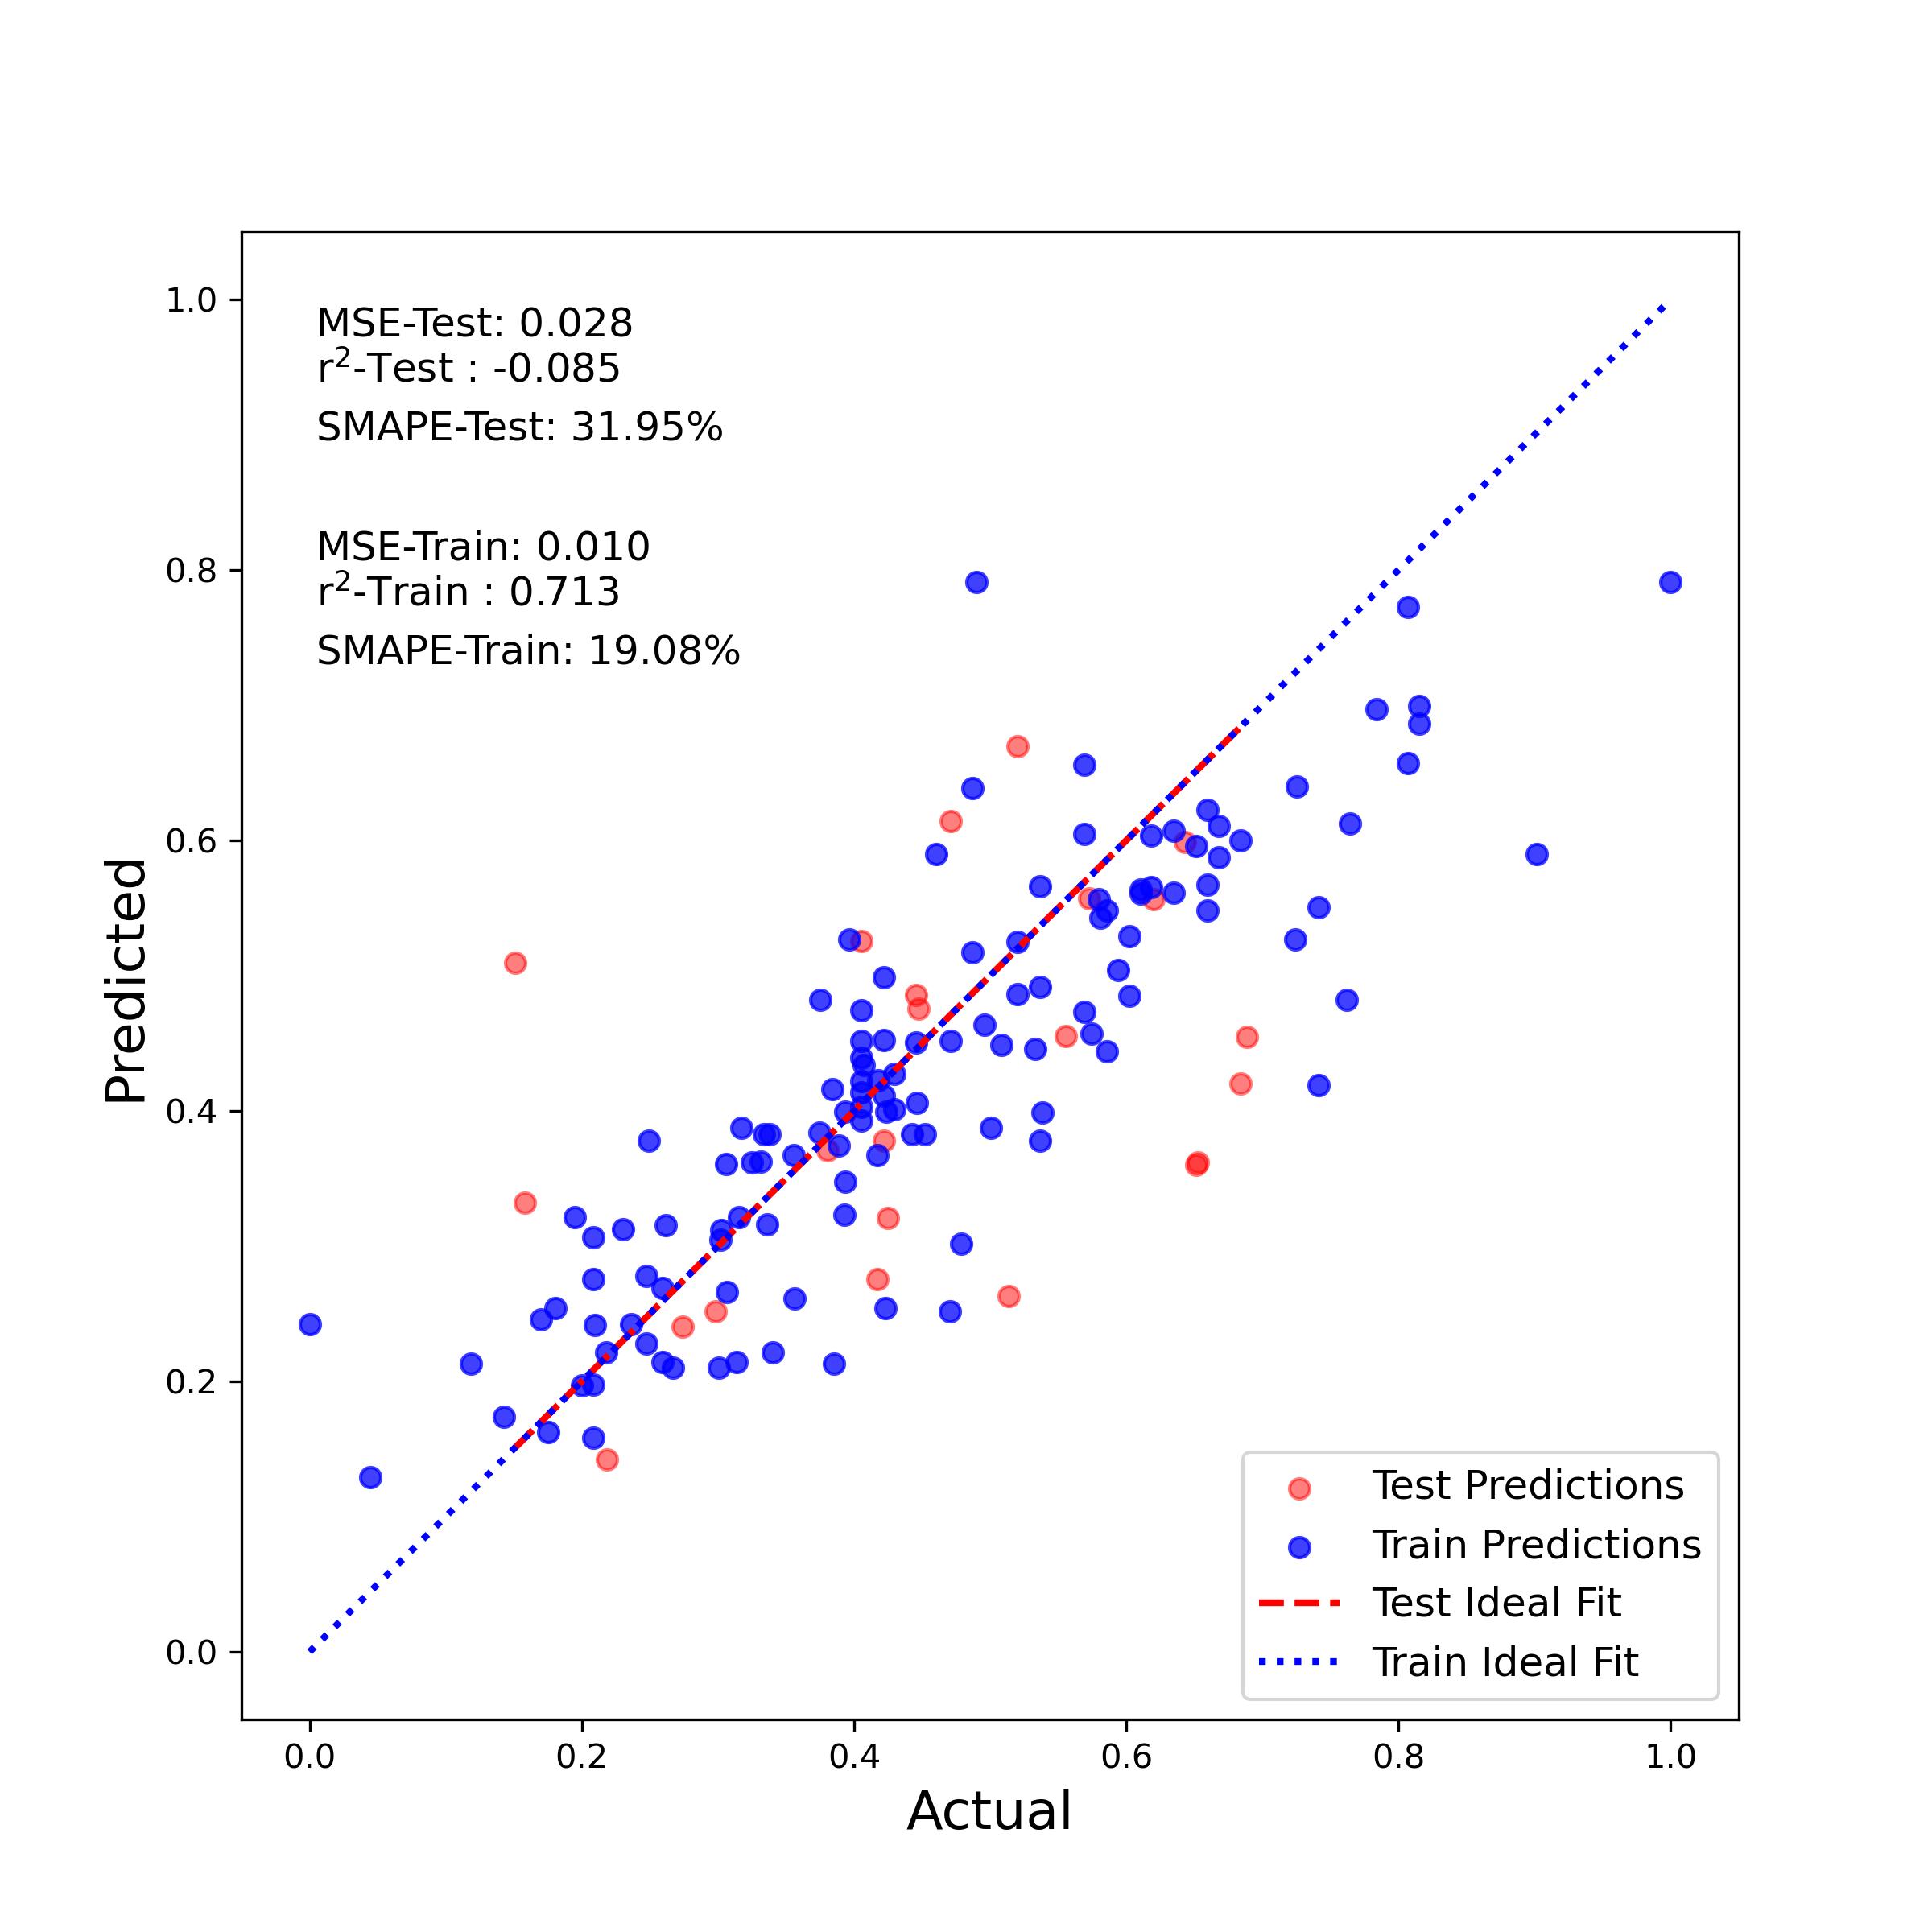 MSE-Test: 0.028
r²-Test : -0.085
SMAPE-Test: 31.95%
MSE-Train: 0.010
r²-Train : 0.713
SMAPE-Train: 19.08%
1.0
0.8
0.6
0.4
0.2
0.0
Predicted
Test Predictions
Train Predictions
Test Ideal Fit
Train Ideal Fit
0.0 0.2 0.4 0.6 0.8 1.0
Actual